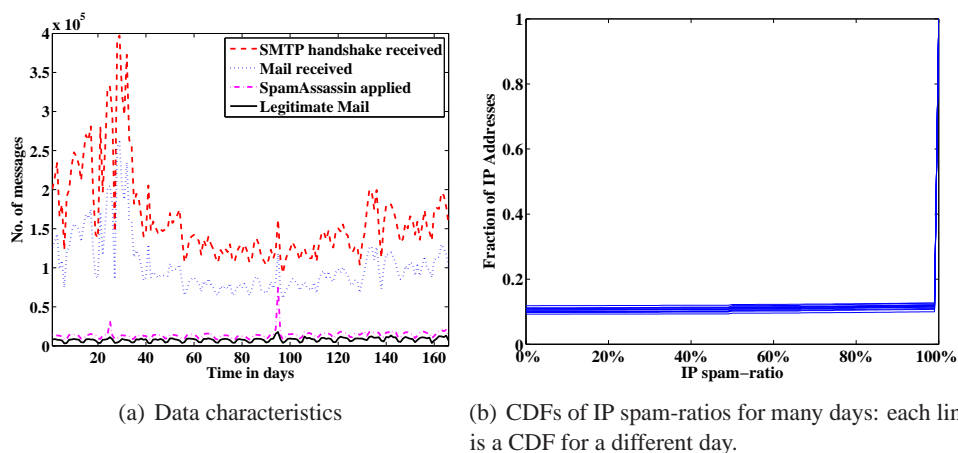 x 10^5
4
3.5
3
2.5
2
1.5
1
0.5
0
No. of messages
SMTP handshake received
Mail received
SpamAssassin applied
Legitimate Mail
20 40 60 80 100 120 140 160
Time in days
(a) Data characteristics
1
0.8
0.6
0.4
0.2
0
Fraction of IP Addresses
0% 20% 40% 60% 80% 100%
IP spam−ratio
(b) CDFs of IP spam-ratios for many days: each lin
is a CDF for a different day.